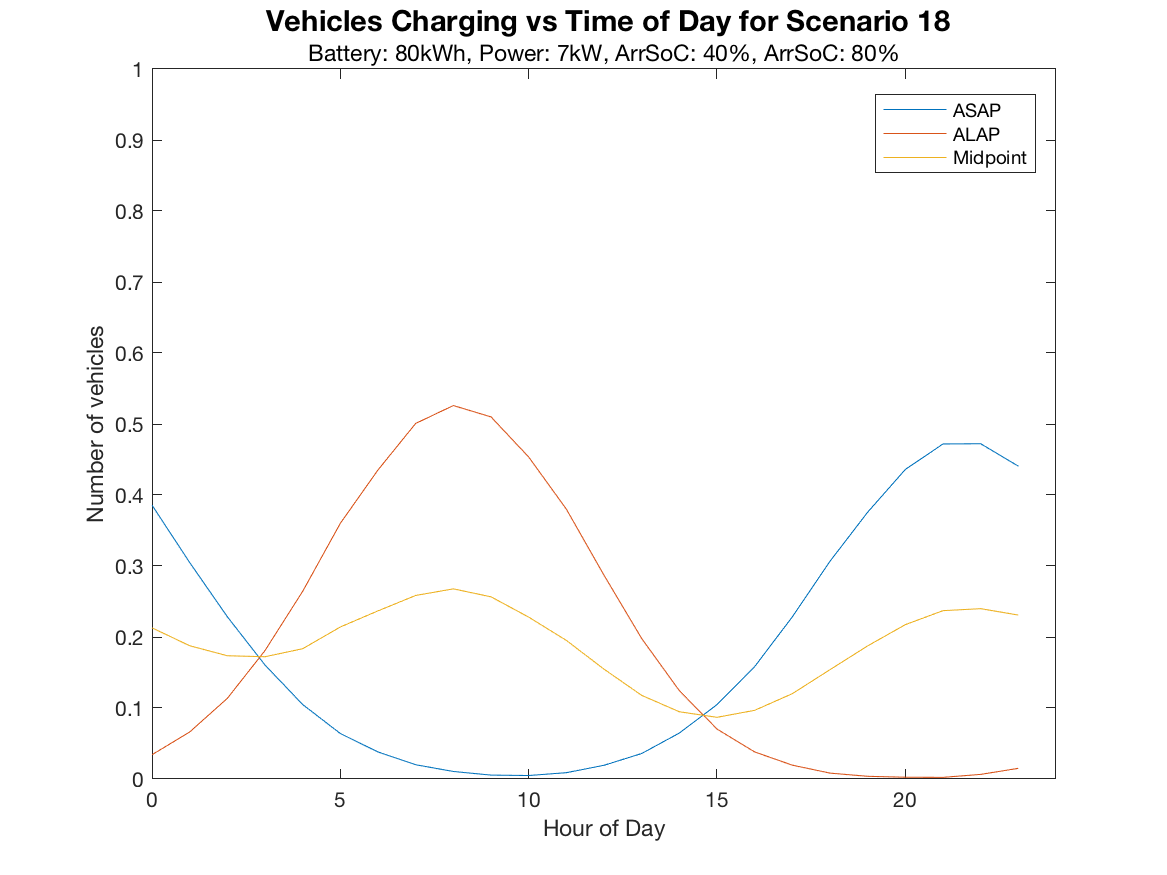 Vehicles Charging vs Time of Day for Scenario 18
Battery: 80kWh, Power: 7kW, ArrSoC: 40%, ArrSoC: 80%
1
0.9
0.8
0.7
0.6
0.5
0.4
0.3
0.2
0.1
0
Number of vehicles
ASAP
ALAP
Midpoint
0 5 10 15 20
Hour of Day